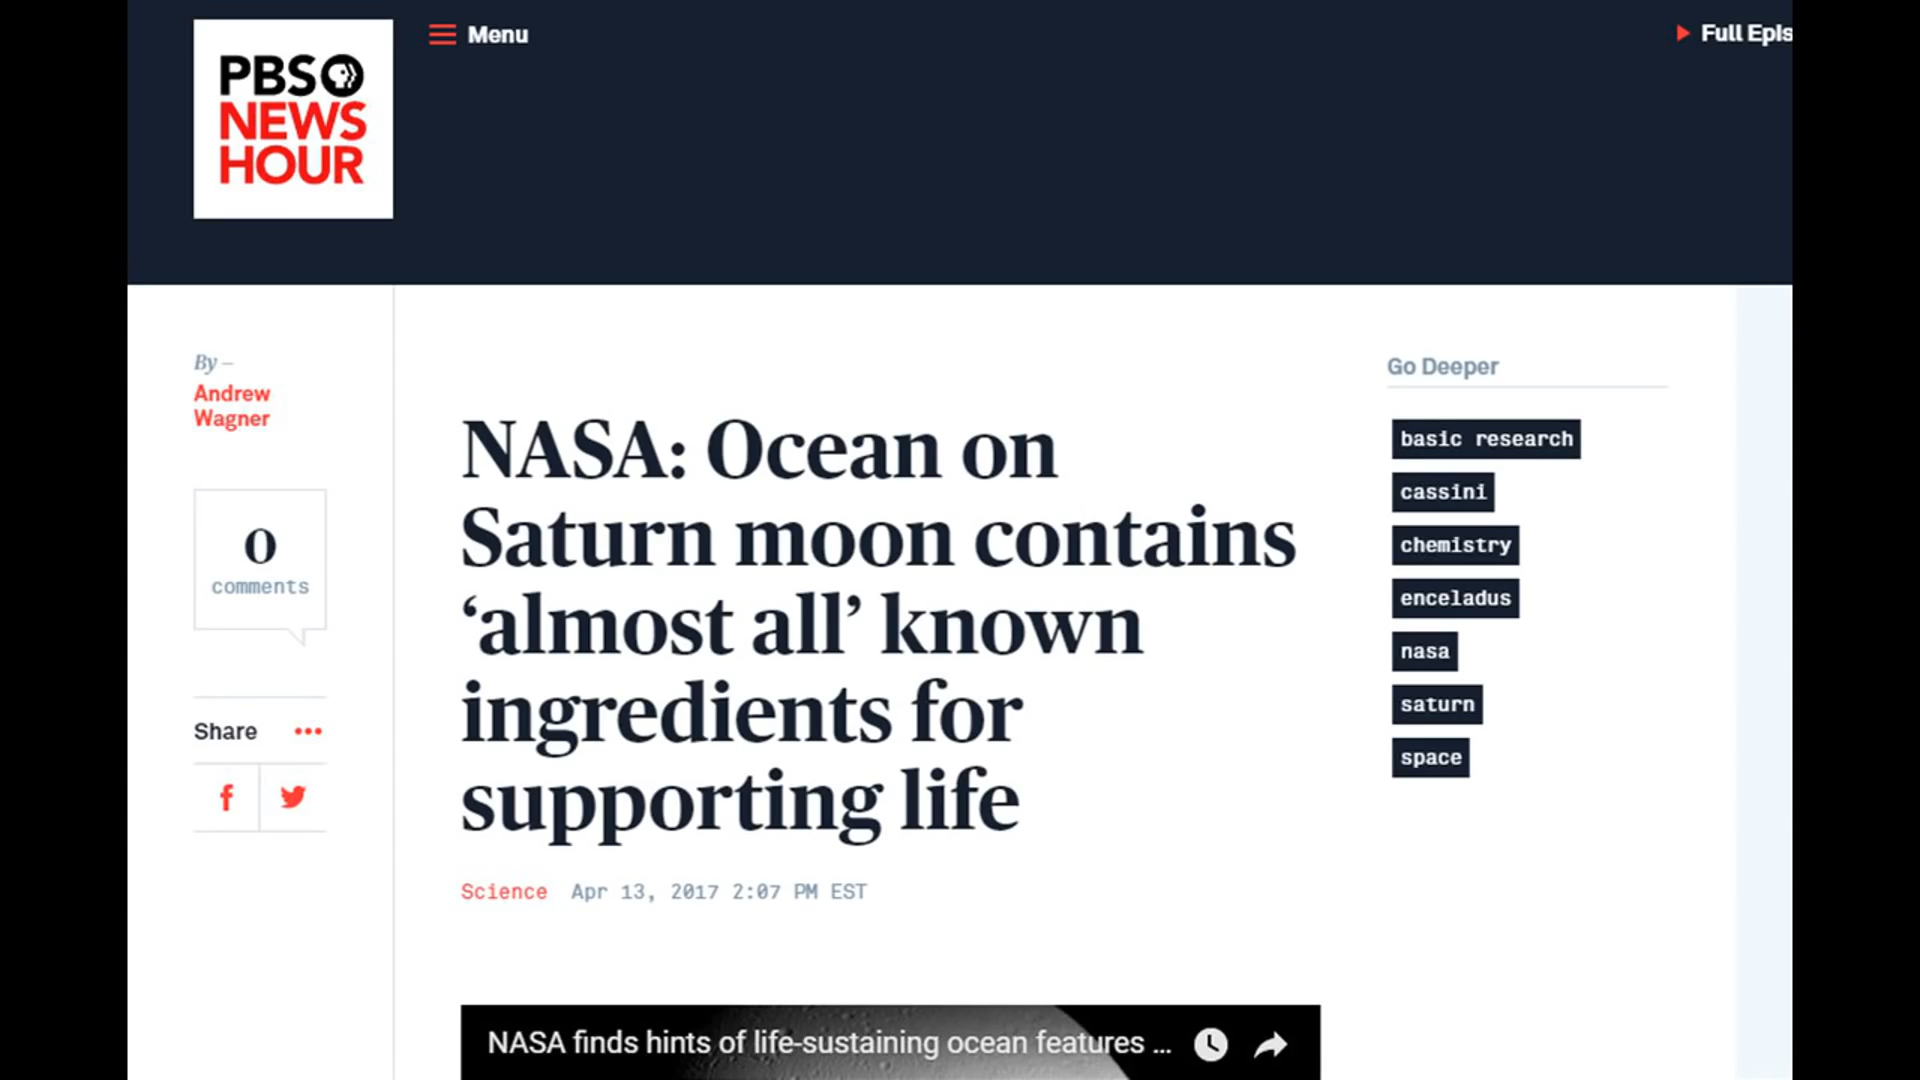 PBS
NEWS
HOUR
Menu
Full Epis
By –
Andrew
Wagner
0
comments
Share
NASA: Ocean on
Saturn moon contains
‘almost all’ known
ingredients for
supporting life
Science Apr 13, 2017 2:07 PM EST
NASA finds hints of life-sustaining ocean features ...
Go Deeper
basic research
cassini
chemistry
enceladus
nasa
saturn
space